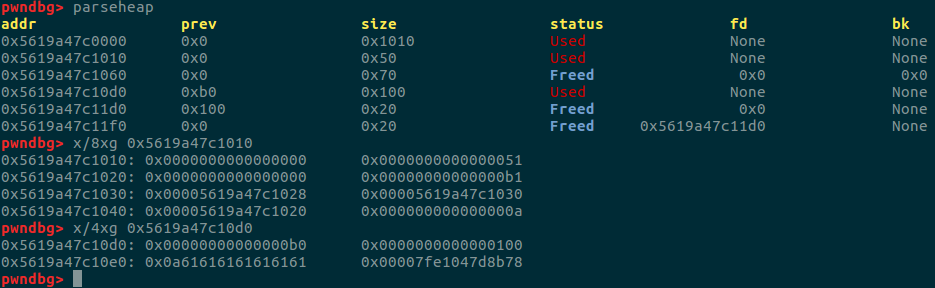 pwndbg> parseheap
addr prev size status fd bk
0x5619a47c0000 0x0 0x1010 Used None None
0x5619a47c1010 0x0 0x50 Used None None
0x5619a47c1060 0x0 0x70 Freed 0x0 0x0
0x5619a47c10d0 0xb0 0x100 Used None None
0x5619a47c11d0 0x100 0x20 Freed 0x0 None
0x5619a47c11f0 0x0 0x20 Freed 0x5619a47c11d0 None
pwndbg> x/8xg 0x5619a47c1010
0x5619a47c1010: 0x0000000000000000 0x0000000000000051
0x5619a47c1020: 0x0000000000000000 0x00000000000000b1
0x5619a47c1030: 0x00005619a47c1028 0x00005619a47c1030
0x5619a47c1040: 0x00005619a47c1020 0x000000000000000a
pwndbg> x/4xg 0x5619a47c10d0
0x5619a47c10d0: 0x00000000000000b0 0x0000000000000100
0x5619a47c10e0: 0x0a61616161616161 0x00007fe1047d8b78
pwndbg>